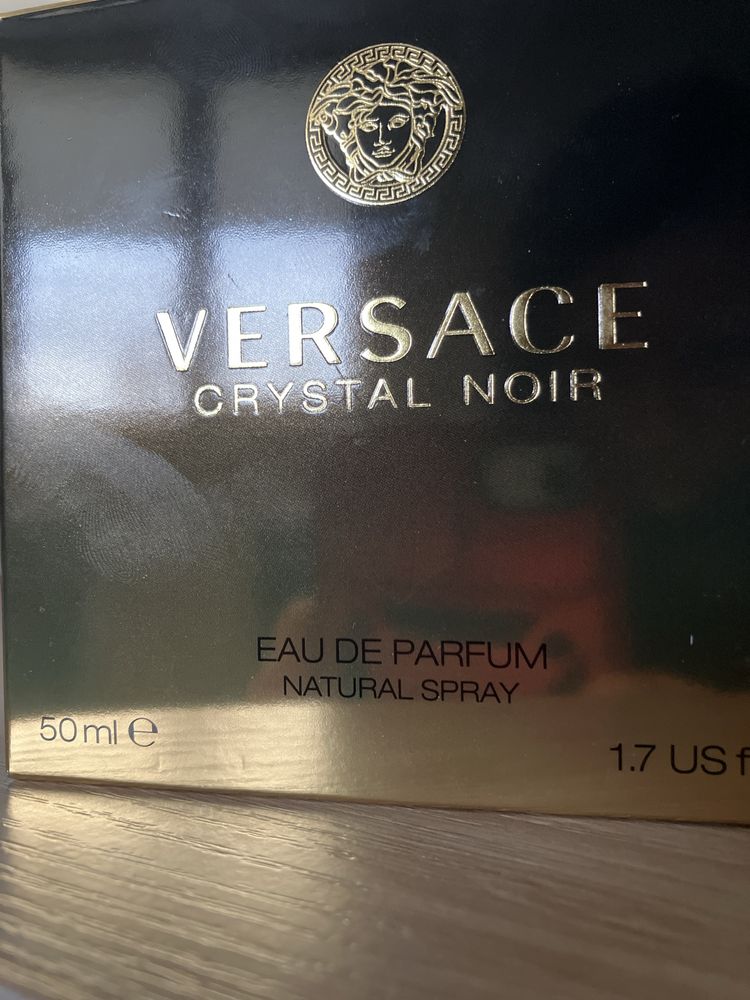 VERSACE
CRYSTAL NOIR
EAU DE PARFUM
NATURAL SPRAY
50 ml ℮
1.7 US f